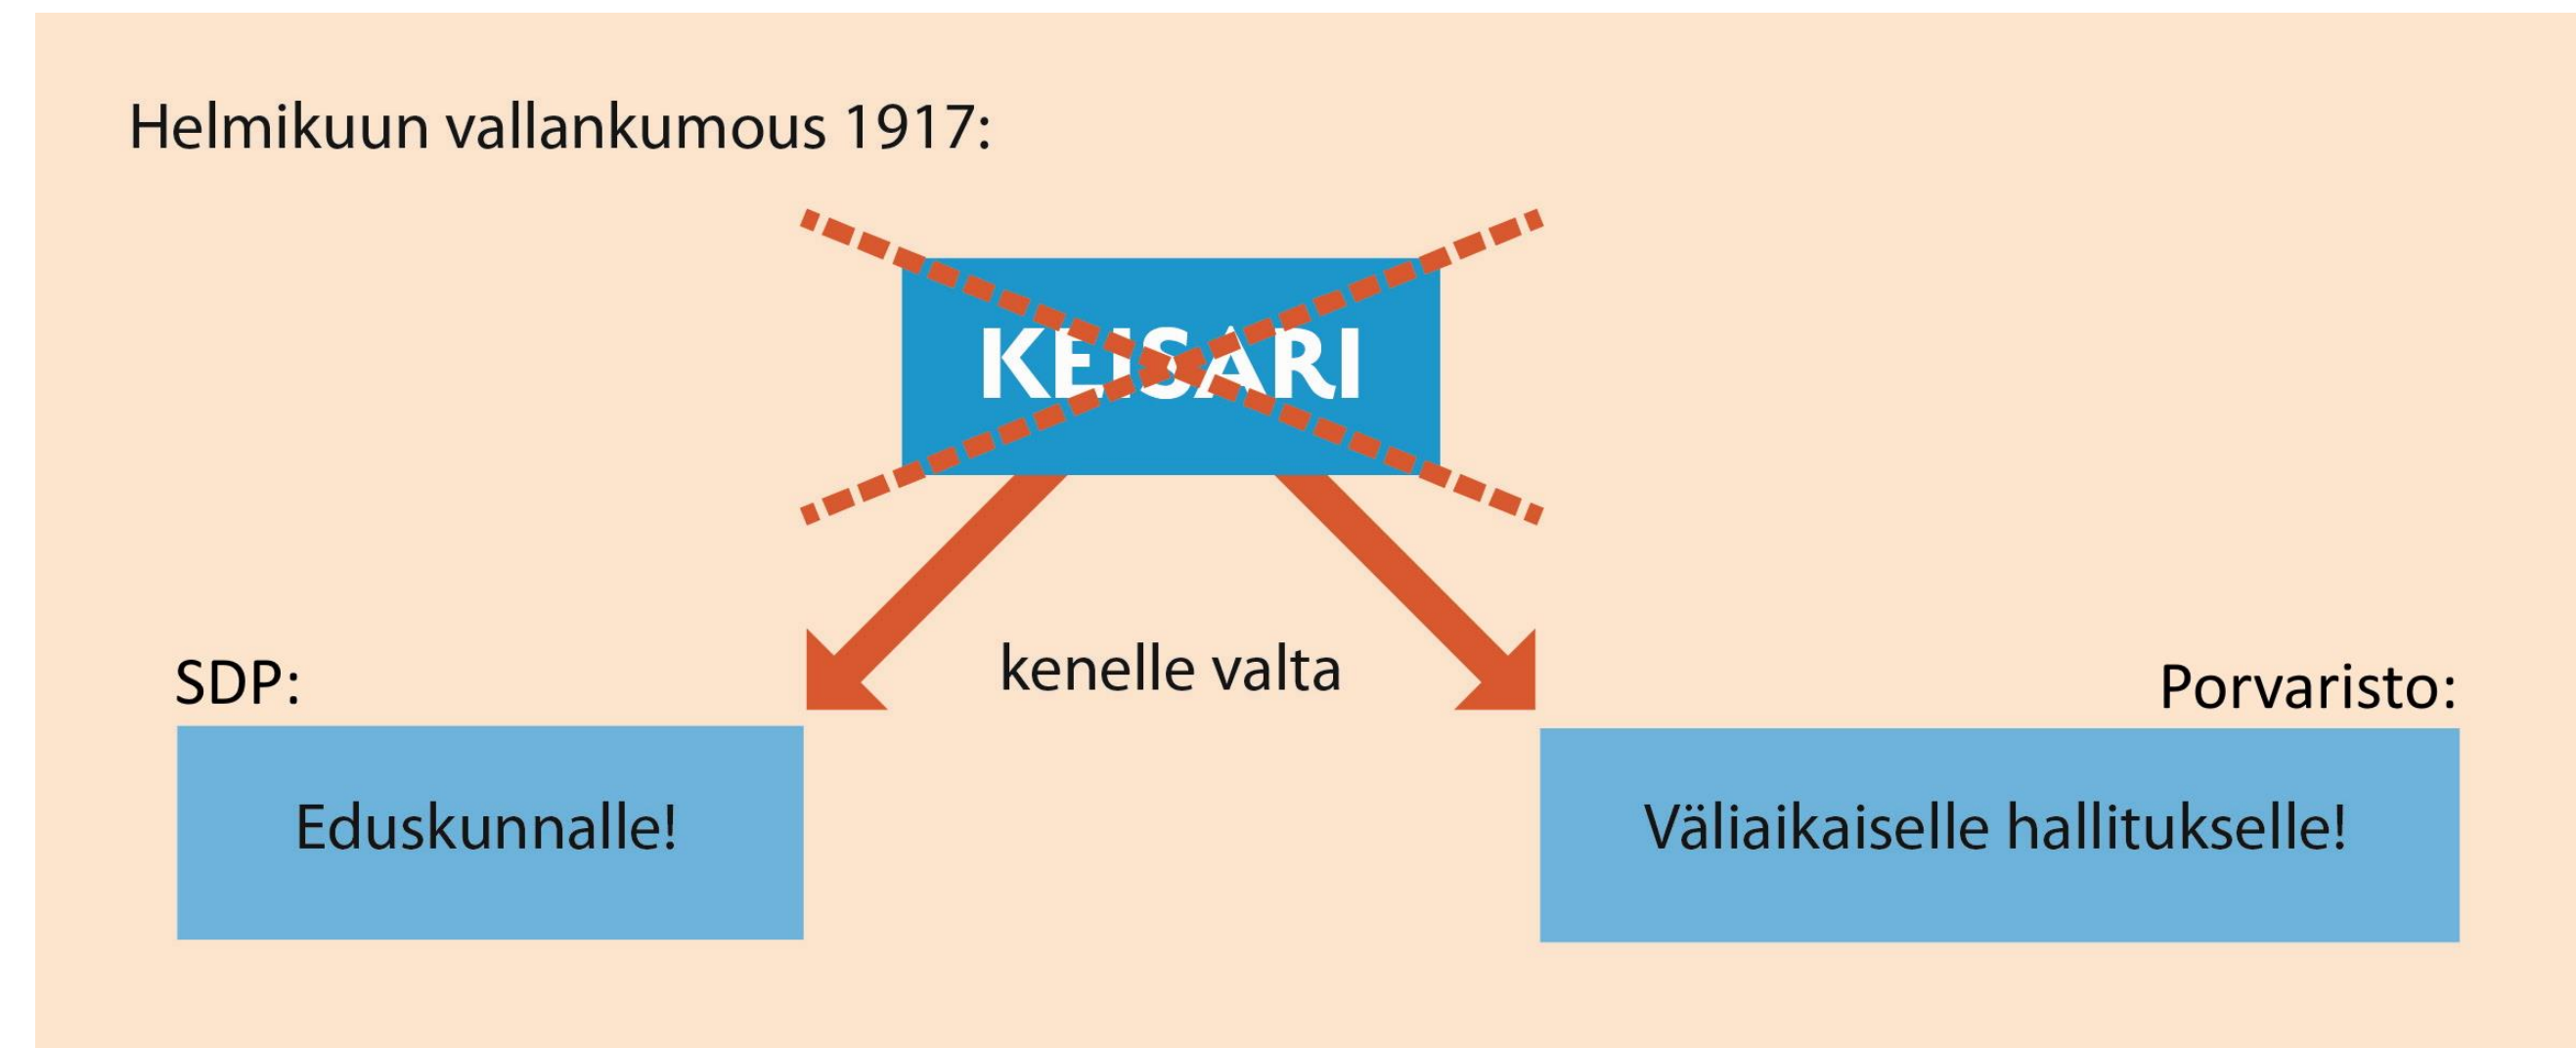 Helmikuun vallankumous 1917:
KEISARI
kenelle valta
SDP:
Eduskunnalle!
Porvaristo:
Väliaikaiselle hallitukselle!